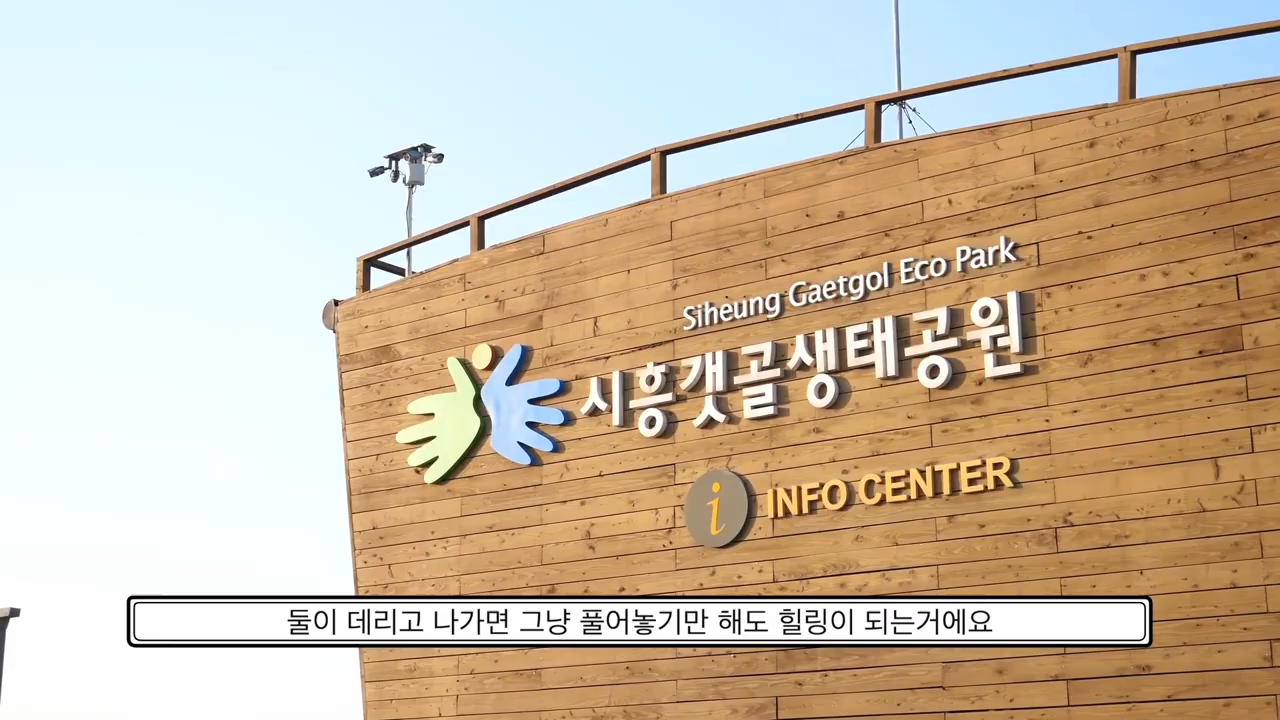 Siheung Gaetgol Eco Park
시흥갯골생태공원
i INFO CENTER
둘이 데리고 나가면 그냥 풀어놓기만 해도 힐링이 되는거에요